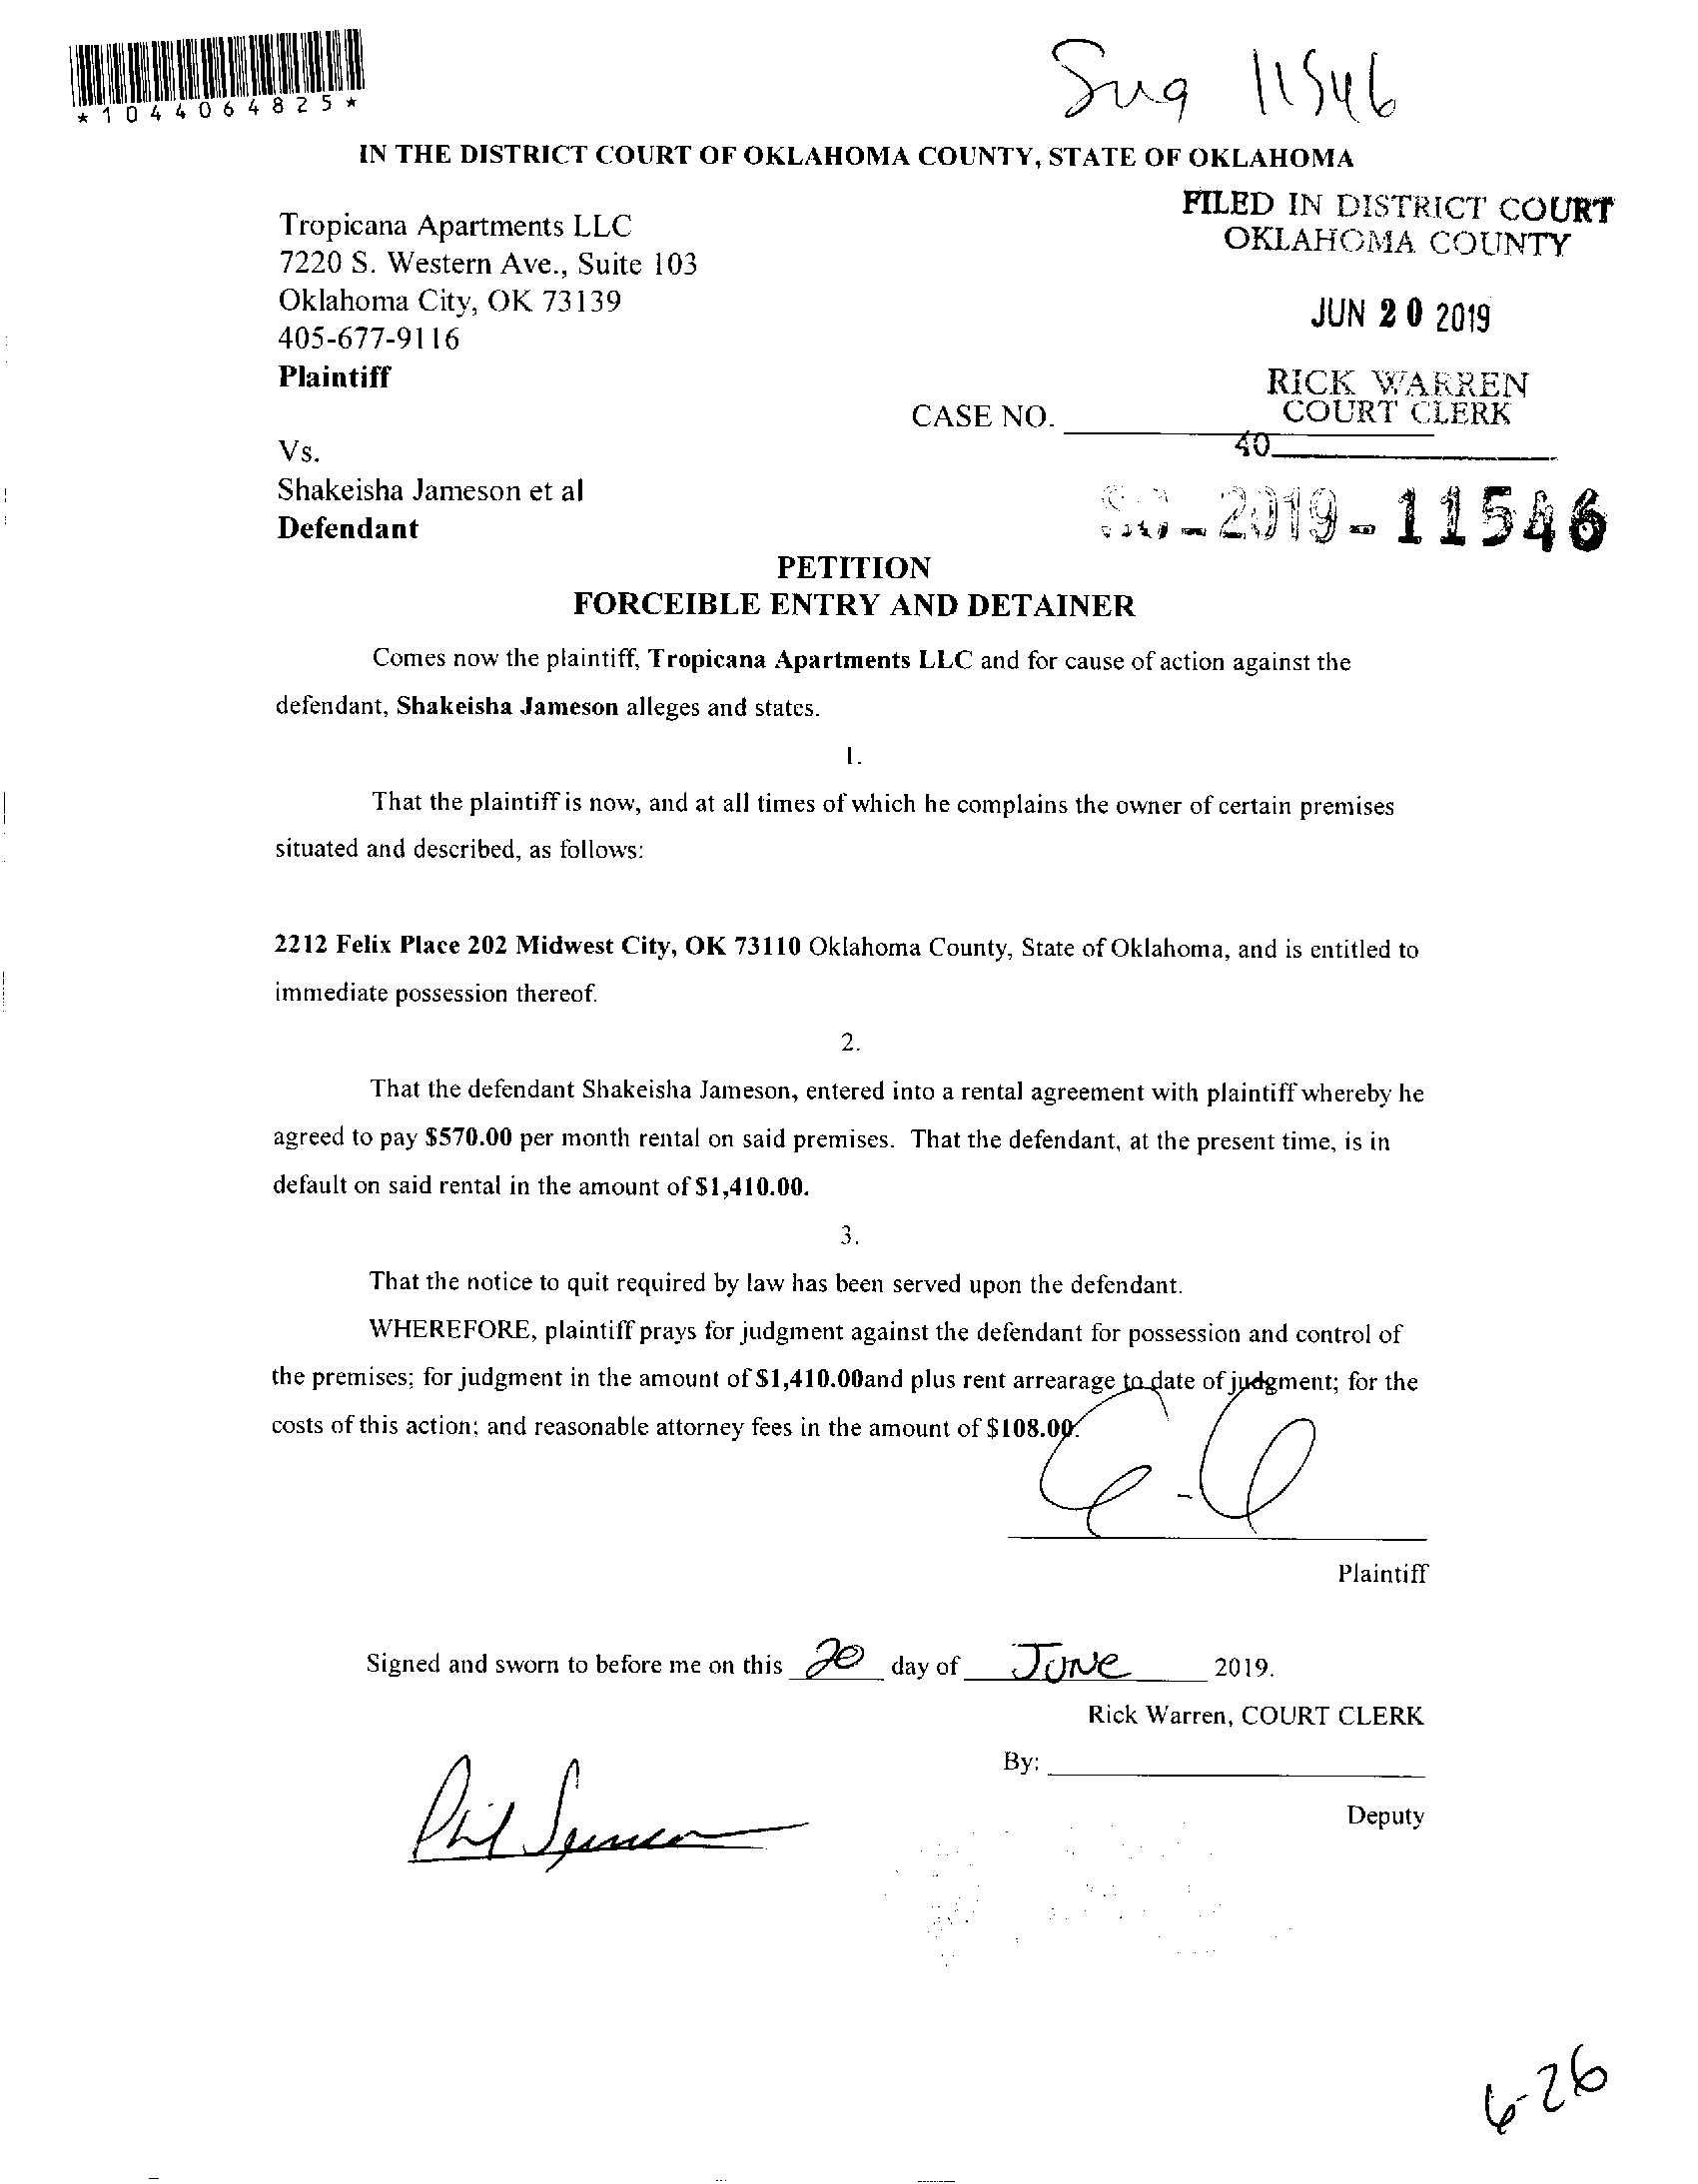 *1044064825*
11546
IN THE DISTRICT COURT OF OKLAHOMA COUNTY, STATE OF OKLAHOMA
FILED IN DISTRICT COURT
OKLAHOMA COUNTY
JUN 20 2019
RICK WARREN
COURT CLERK
40
Tropicana Apartments LLC
7220 S. Western Ave., Suite 103
Oklahoma City, OK 73139
405-677-9116
Plaintiff
CASE NO.
Vs.
Shakeisha Jameson et al
Defendant
-2019-11546
PETITION
FORCEIBLE ENTRY AND DETAINER
Comes now the plaintiff, Tropicana Apartments LLC and for cause of action against the
defendant, Shakeisha Jameson alleges and states.
1.
That the plaintiff is now, and at all times of which he complains the owner of certain premises
situated and described, as follows:
2212 Felix Place 202 Midwest City, OK 73110 Oklahoma County, State of Oklahoma, and is entitled to
immediate possession thereof.
2.
That the defendant Shakeisha Jameson, entered into a rental agreement with plaintiff whereby he
agreed to pay $570.00 per month rental on said premises. That the defendant, at the present time, is in
default on said rental in the amount of $1,410.00.
3.
That the notice to quit required by law has been served upon the defendant.
WHEREFORE, plaintiff prays for judgment against the defendant for possession and control of
the premises; for judgment in the amount of $1,410.00and plus rent arrearage to date of judgment; for the
costs of this action; and reasonable attorney fees in the amount of $108.00.
Plaintiff
Signed and sworn to before me on this 20 day of June 2019.
Rick Warren, COURT CLERK
By:
Phil
Deputy
6-26